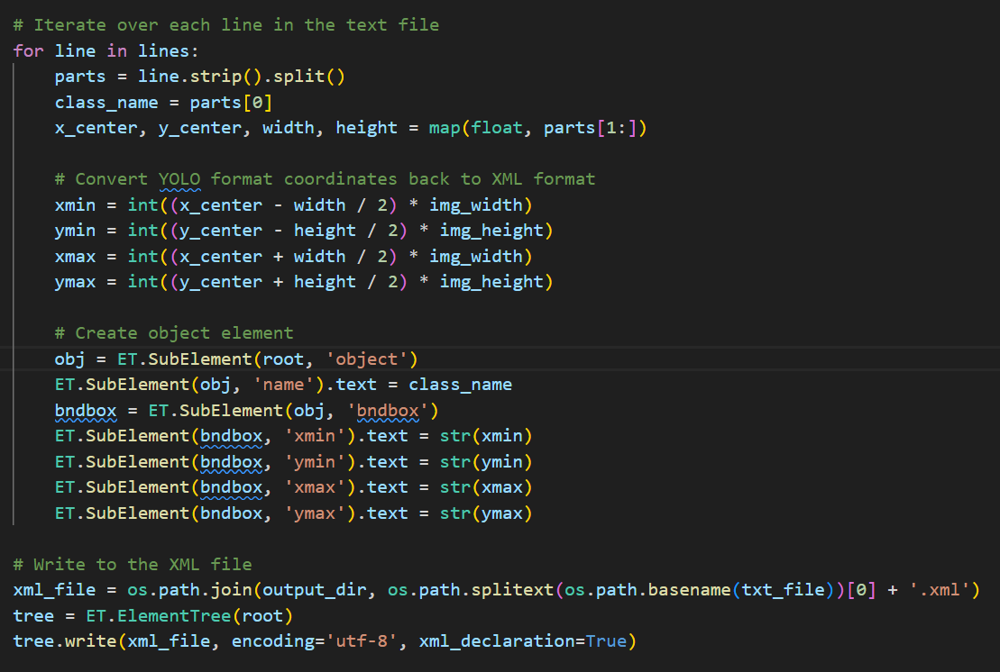 # Iterate over each line in the text file
for line in lines:
    parts = line.strip().split()
    class_name = parts[0]
    x_center, y_center, width, height = map(float, parts[1:])

    # Convert YOLO format coordinates back to XML format
    xmin = int((x_center - width / 2) * img_width)
    ymin = int((y_center - height / 2) * img_height)
    xmax = int((x_center + width / 2) * img_width)
    ymax = int((y_center + height / 2) * img_height)

    # Create object element
    obj = ET.SubElement(root, 'object')
    ET.SubElement(obj, 'name').text = class_name
    bndbox = ET.SubElement(obj, 'bndbox')
    ET.SubElement(bndbox, 'xmin').text = str(xmin)
    ET.SubElement(bndbox, 'ymin').text = str(ymin)
    ET.SubElement(bndbox, 'xmax').text = str(xmax)
    ET.SubElement(bndbox, 'ymax').text = str(ymax)

# Write to the XML file
xml_file = os.path.join(output_dir, os.path.splitext(os.path.basename(txt_file))[0] + '.xml')
tree = ET.ElementTree(root)
tree.write(xml_file, encoding='utf-8', xml_declaration=True)